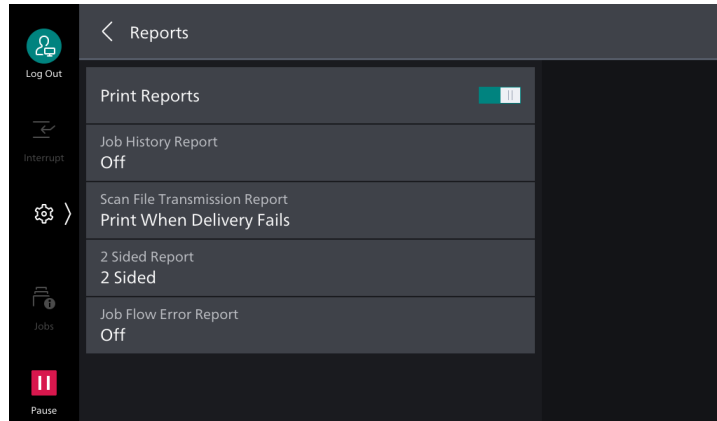 Reports
Log Out
Print Reports
Interrupt
Job History Report
Off
Scan File Transmission Report
Print When Delivery Fails
2 Sided Report
2 Sided
Jobs
Job Flow Error Report
Off
Pause